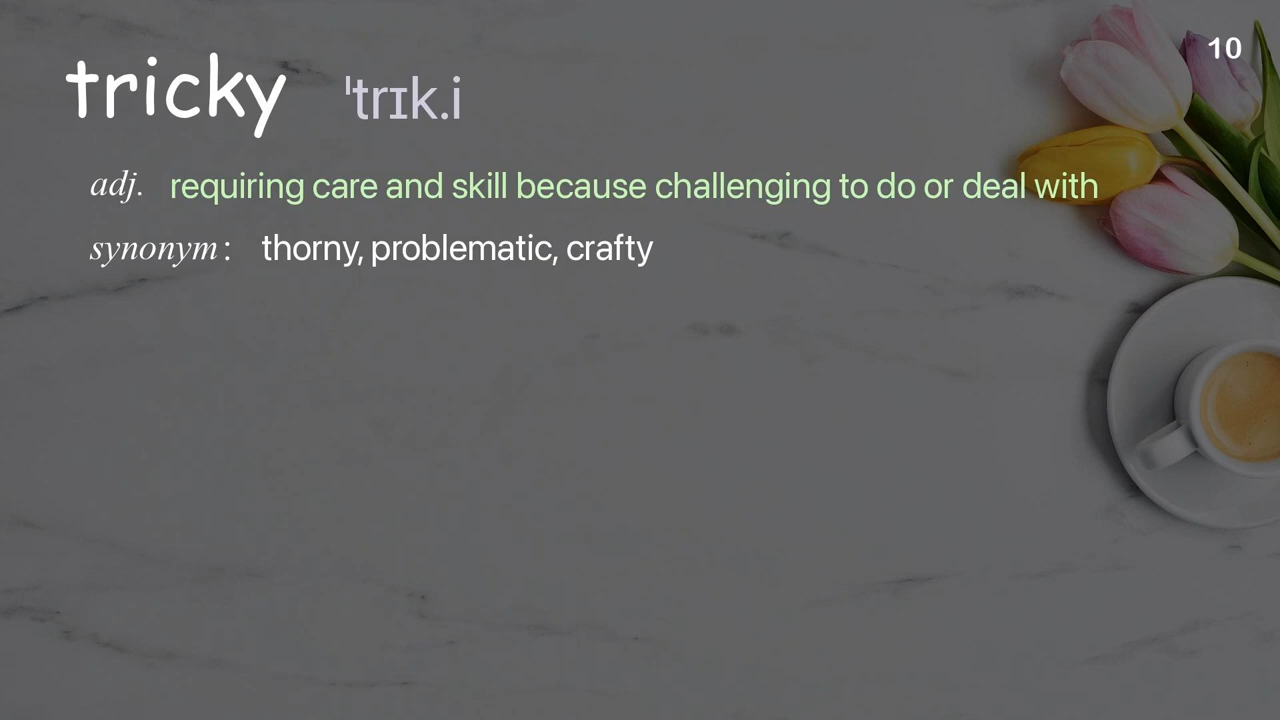 10
tricky ˈtrɪk.i
adj. requiring care and skill because challenging to do or deal with
synonym : thorny, problematic, crafty